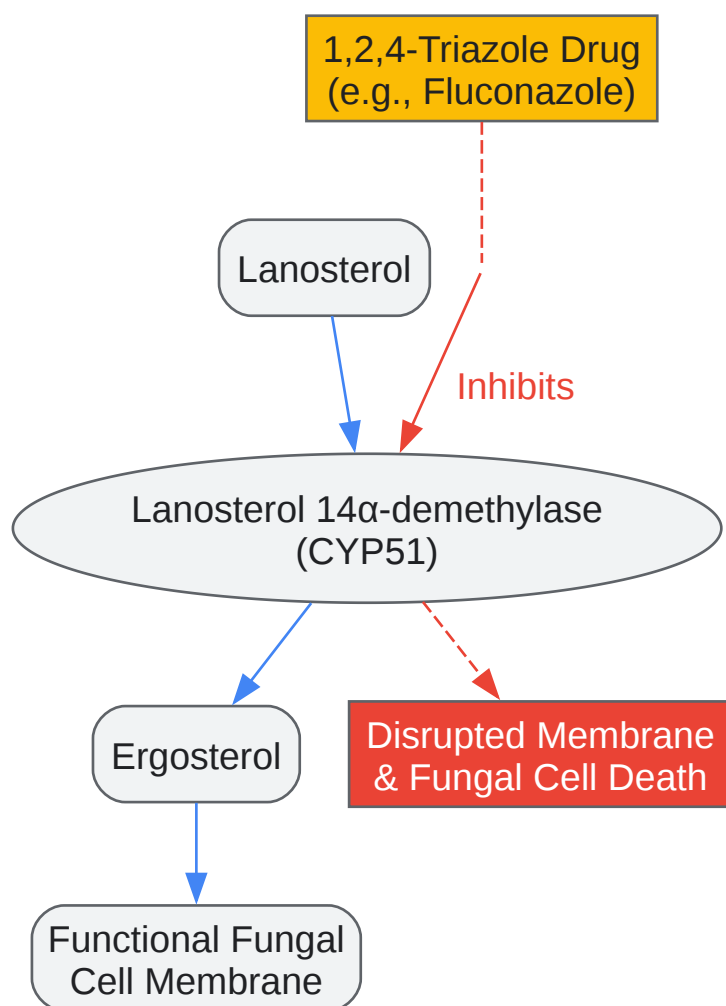 1,2,4-Triazole Drug
(e.g., Fluconazole)
Lanosterol
Inhibits
Lanosterol 14α-demethylase
(CYP51)
Ergosterol
Disrupted Membrane
& Fungal Cell Death
Functional Fungal
Cell Membrane